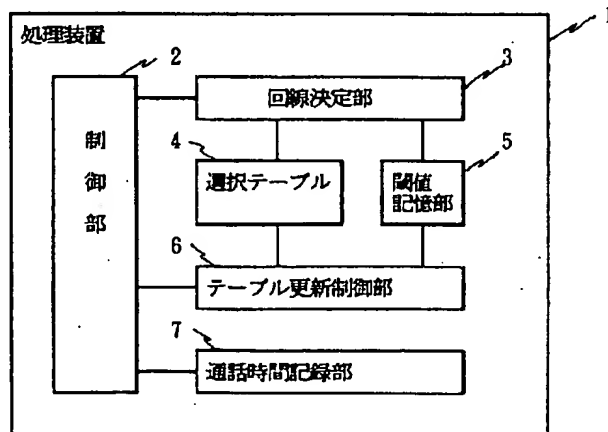 1
処理装置
2
3
回線決定部
制
御
部
4
5
選択テーブル
閾値
記憶部
6
テーブル更新制御部
7
通話時間記録部